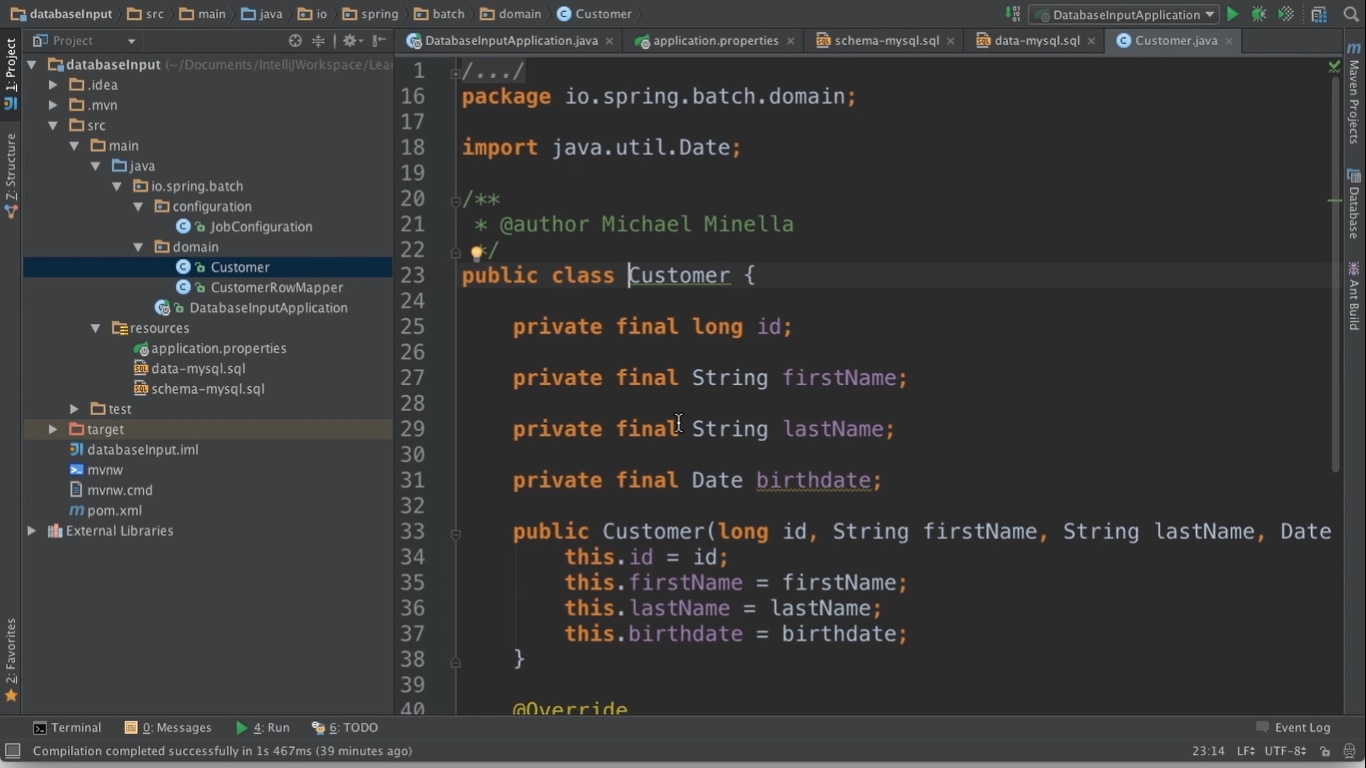 databaseInput src main java io spring batch domain Customer DatabaseInputApplication
1: Project
Z: Structure
2: Favorites
Project
databaseInput (~/Documents/IntelliJWorkspace/Lea
.idea
.mvn
src
main
java
io.spring.batch
configuration
JobConfiguration
domain
Customer
CustomerRowMapper
DatabaseInputApplication
resources
application.properties
data-mysql.sql
schema-mysql.sql
test
target
databaseInput.iml
mvnw
mvnw.cmd
pom.xml
External Libraries
DatabaseInputApplication.java application.properties schema-mysql.sql data-mysql.sql Customer.java
1 /.../
16 package io.spring.batch.domain;
17
18 import java.util.Date;
19
20 /**
21 * @author Michael Minella
22 */
23 public class Customer {
24
25 private final long id;
26
27 private final String firstName;
28
29 private final String lastName;
30
31 private final Date birthdate;
32
33 public Customer(long id, String firstName, String lastName, Date
34 this.id = id;
35 this.firstName = firstName;
36 this.lastName = lastName;
37 this.birthdate = birthdate;
38 }
39
40 @Override
Maven Projects
Database
Ant Build
Terminal 0: Messages 4: Run 6: TODO Event Log
Compilation completed successfully in 1s 467ms (39 minutes ago) 23:14 LF UTF-8